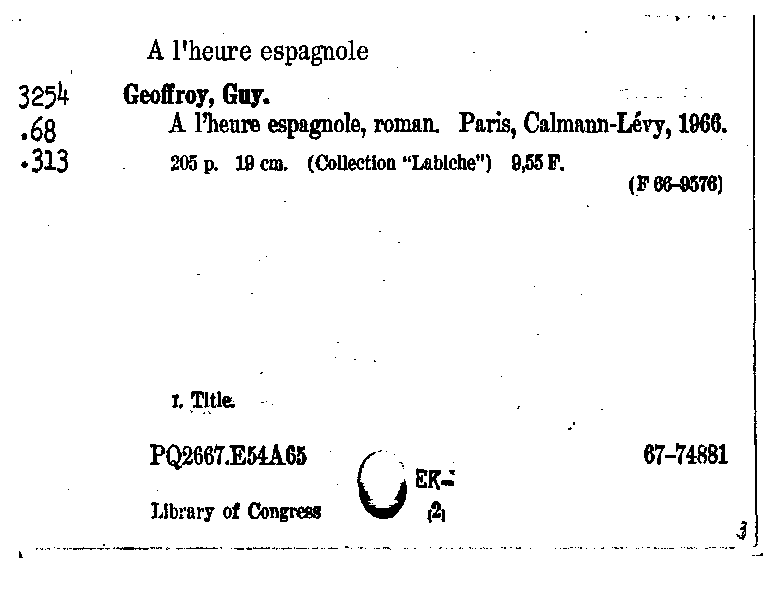 A l'heure espagnole
3254 Geoffroy, Guy.
.68 A l'heure espagnole, roman. Paris, Calmann-Lévy, 1966.
.313 205 p. 19 cm. (Collection "Labiche") 9,55 F.
(F 66-9576)
I. Title.
PQ2667.E54A65 67-74881
EK-
Library of Congress (2)
3